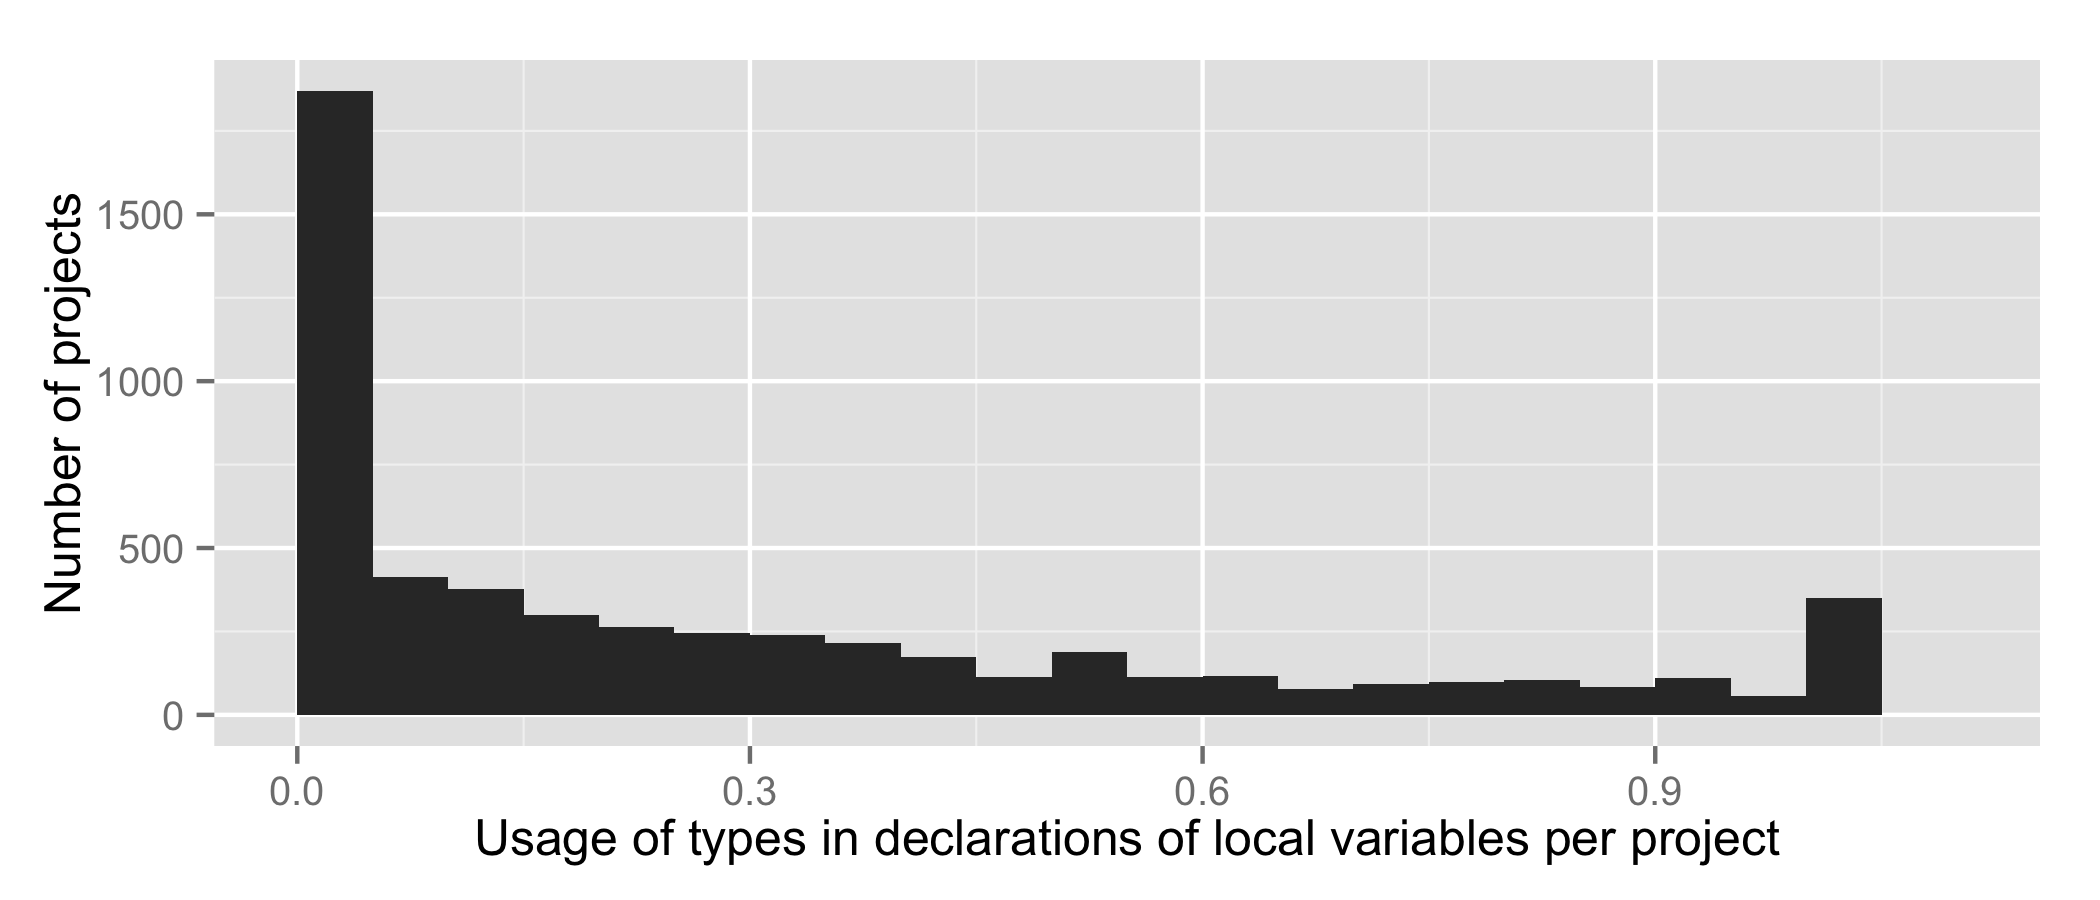 Number of projects
1500
1000
500
0
0.0 0.3 0.6 0.9
Usage of types in declarations of local variables per project